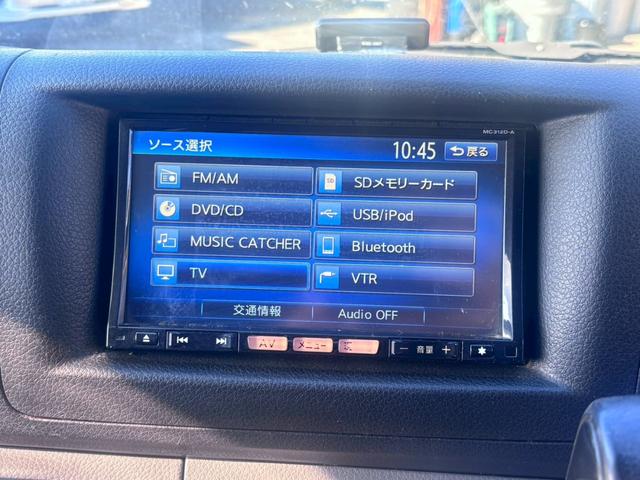 MC312D-A
ソース選択
10:45
戻る
FM/AM
SDメモリーカード
SD
DVD/CD
USB/iPod
MUSIC CATCHER
Bluetooth
TV
VTR
交通情報
Audio OFF
AV
メニュー
現
− 音量 +